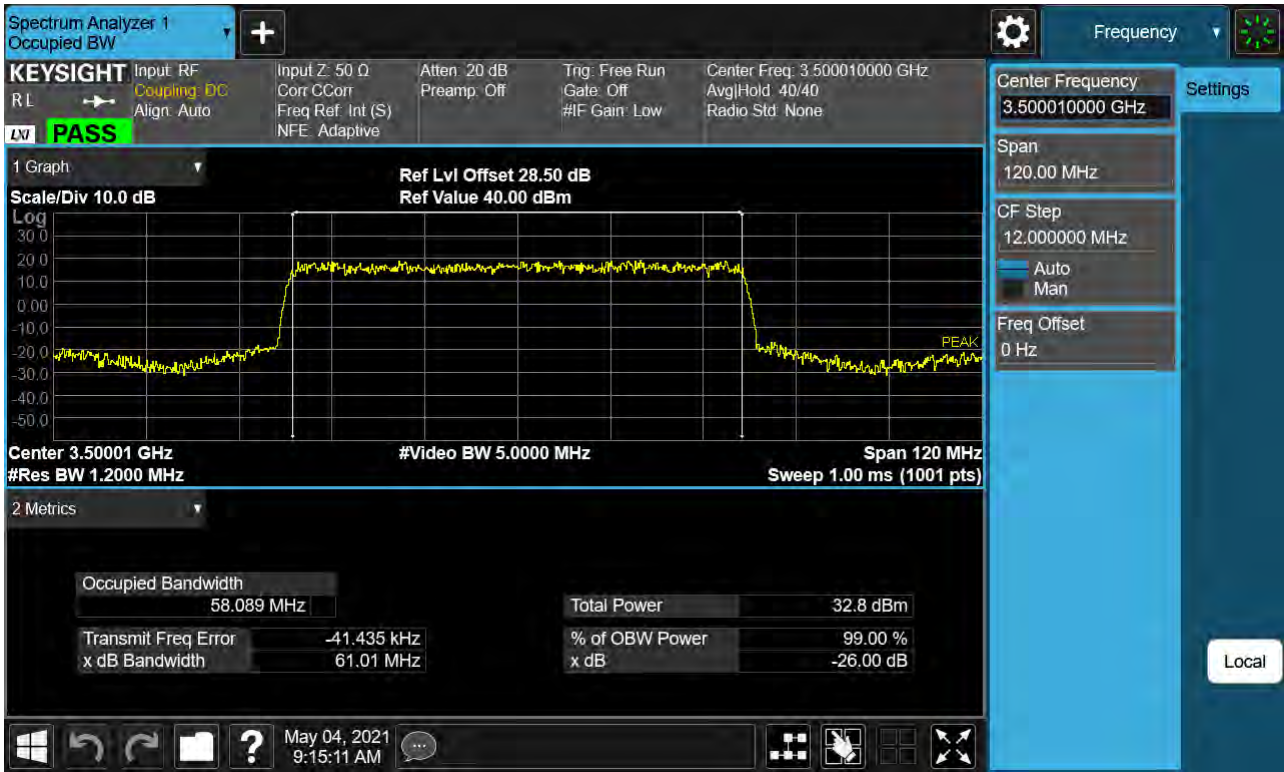 Spectrum Analyzer 1
Occupied BW
Frequency
KEYSIGHT
RL
LXI PASS
Input: RF
Coupling: DC
Align: Auto
Input Z: 50 Ω
Corr CCorr
Freq Ref: Int (S)
NFE: Adaptive
Atten: 20 dB
Preamp: Off
Trig: Free Run
Gate: Off
#IF Gain: Low
Center Freq: 3.500010000 GHz
Avg|Hold: 40/40
Radio Std: None
1 Graph
Scale/Div 10.0 dB
Ref Lvl Offset 28.50 dB
Ref Value 40.00 dBm
Log
30.0
20.0
10.0
0.00
-10.0
-20.0
-30.0
-40.0
-50.0
PEAK
Center 3.50001 GHz
#Video BW 5.0000 MHz
Span 120 MHz
#Res BW 1.2000 MHz
Sweep 1.00 ms (1001 pts)
2 Metrics
Occupied Bandwidth
58.089 MHz
Transmit Freq Error -41.435 kHz
x dB Bandwidth 61.01 MHz
Total Power 32.8 dBm
% of OBW Power 99.00 %
x dB -26.00 dB
Center Frequency
3.500010000 GHz
Span
120.00 MHz
CF Step
12.000000 MHz
Auto
Man
Freq Offset
0 Hz
Settings
Local
May 04, 2021
9:15:11 AM